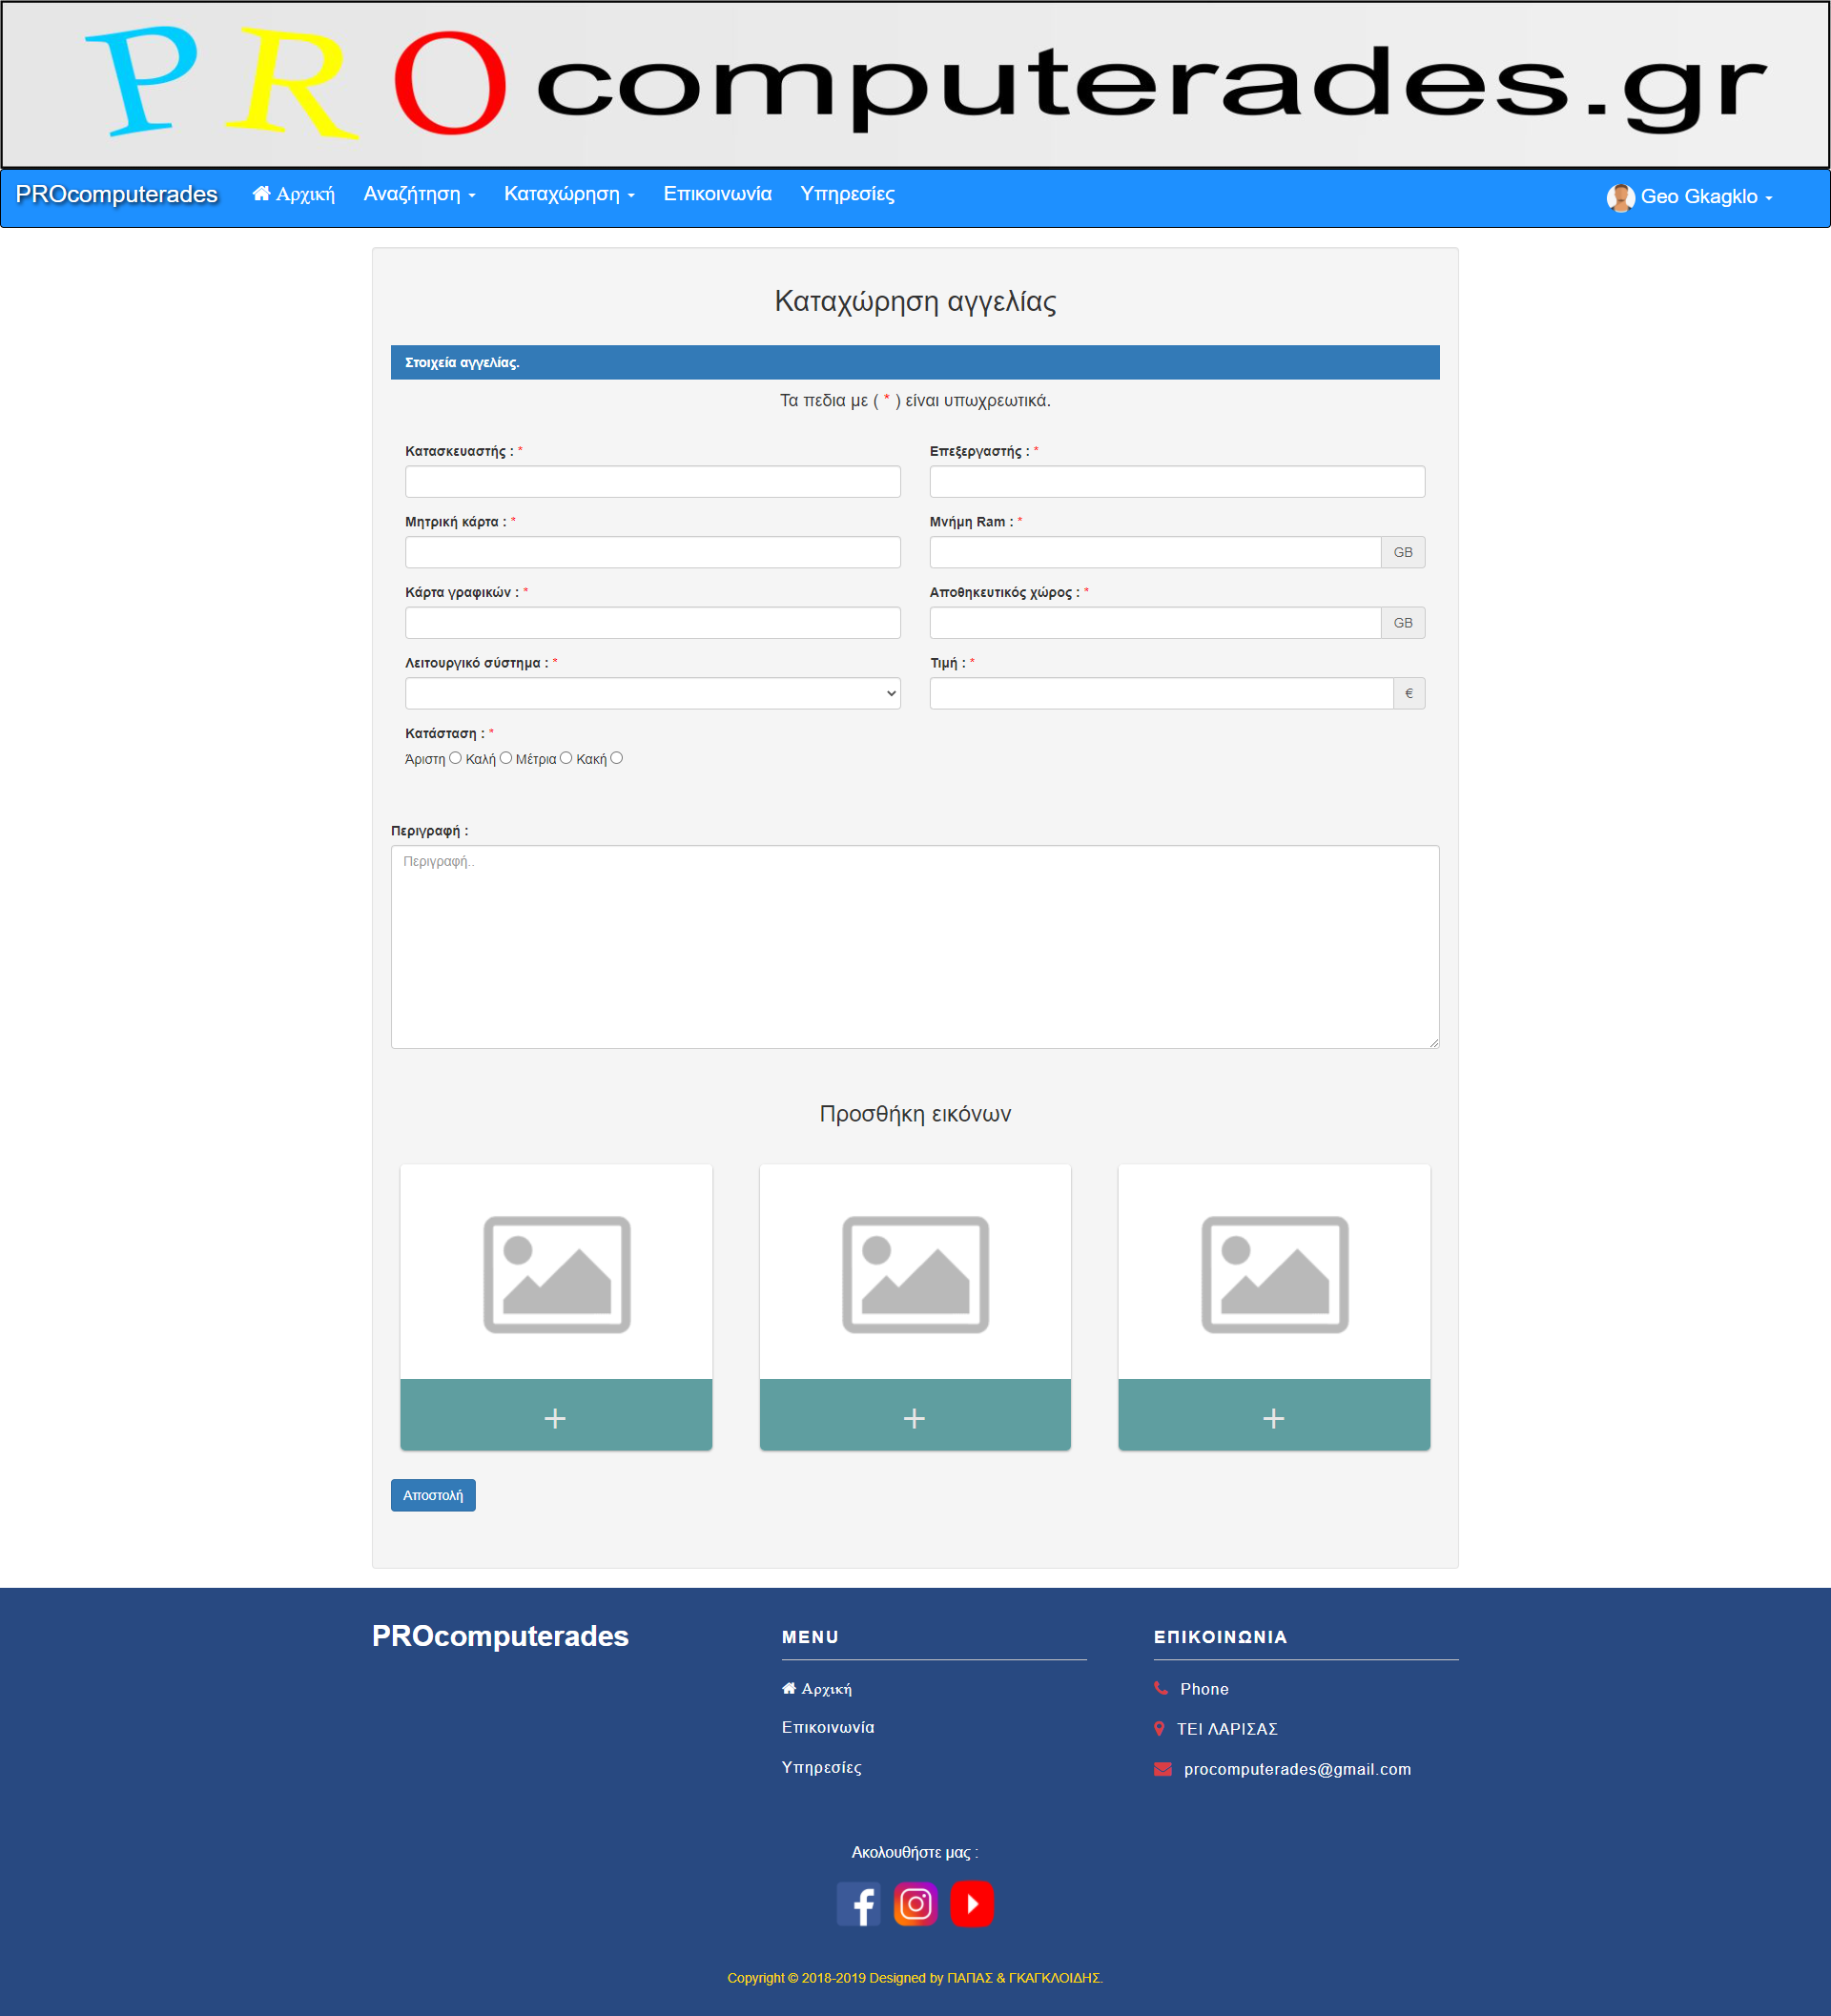 PROcomputerades.gr
PROcomputerades Αρχική Αναζήτηση Καταχώρηση Επικοινωνία Υπηρεσίες Geo Gkagklo
Καταχώρηση αγγελίας
Στοιχεία αγγελίας.
Τα πεδια με ( * ) είναι υπωχρεωτικά.
Κατασκευαστής : * Επεξεργαστής : *
Μητρική κάρτα : * Μνήμη Ram : *
GB
Κάρτα γραφικών : * Αποθηκευτικός χώρος : *
GB
Λειτουργικό σύστημα : * Τιμή : *
€
Κατάσταση : *
Άριστη Καλή Μέτρια Κακή
Περιγραφή :
Περιγραφή..
Προσθήκη εικόνων
+ + +
Αποστολή
PROcomputerades MENU ΕΠΙΚΟΙΝΩΝΙΑ
Αρχική Phone
Επικοινωνία ΤΕΙ ΛΑΡΙΣΑΣ
Υπηρεσίες procomputerades@gmail.com
Ακολουθήστε μας :
Copyright © 2018-2019 Designed by ΠΑΠΑΣ & ΓΚΑΓΚΛΟΙΔΗΣ.